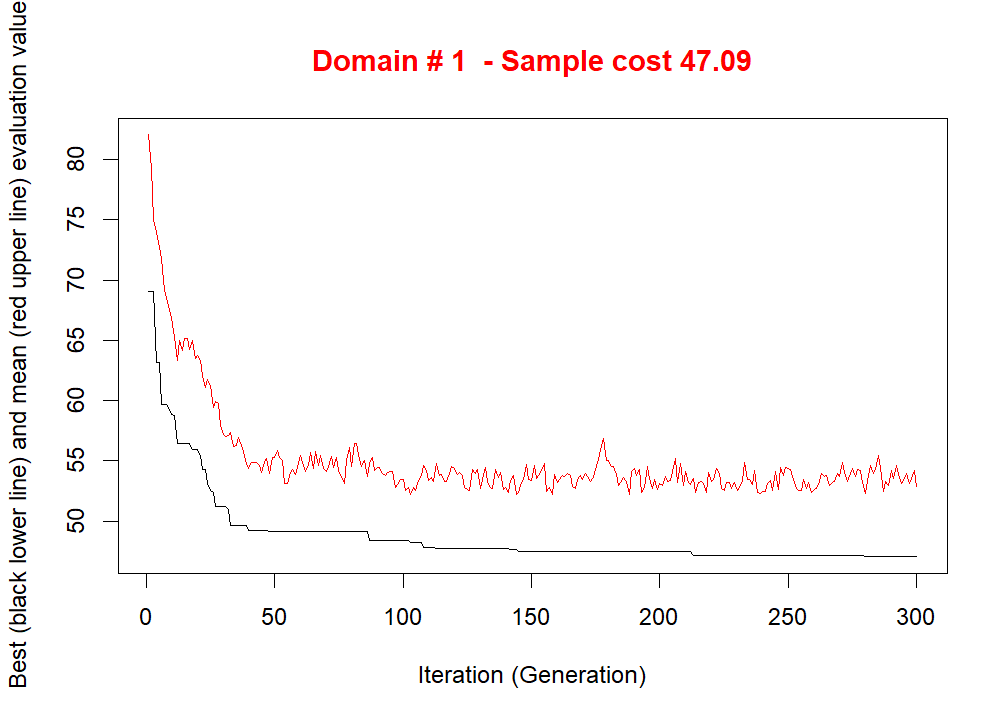 Domain # 1  - Sample cost 47.09
Best (black lower line) and mean (red upper line) evaluation value
80
75
70
65
60
55
50
0 50 100 150 200 250 300
Iteration (Generation)